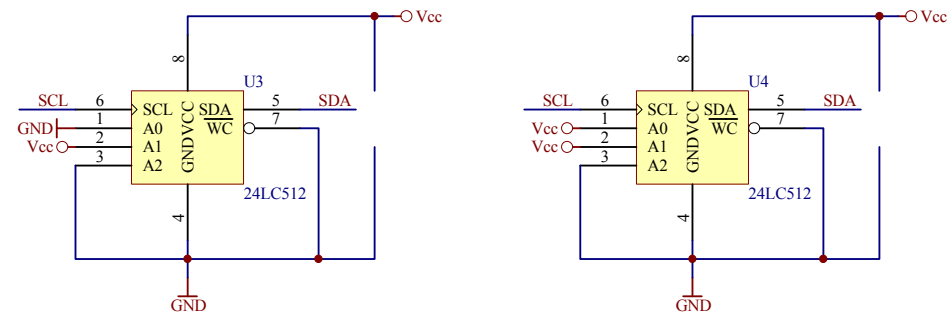 Vcc
8
U3
SCL 6 SCL SDA 5 SDA
GND 1 A0 WC 7
Vcc 2 A1
3 A2
GND VCC
24LC512
4
GND
Vcc
8
U4
SCL 6 SCL SDA 5 SDA
Vcc 1 A0 WC 7
Vcc 2 A1
3 A2
GND VCC
24LC512
4
GND